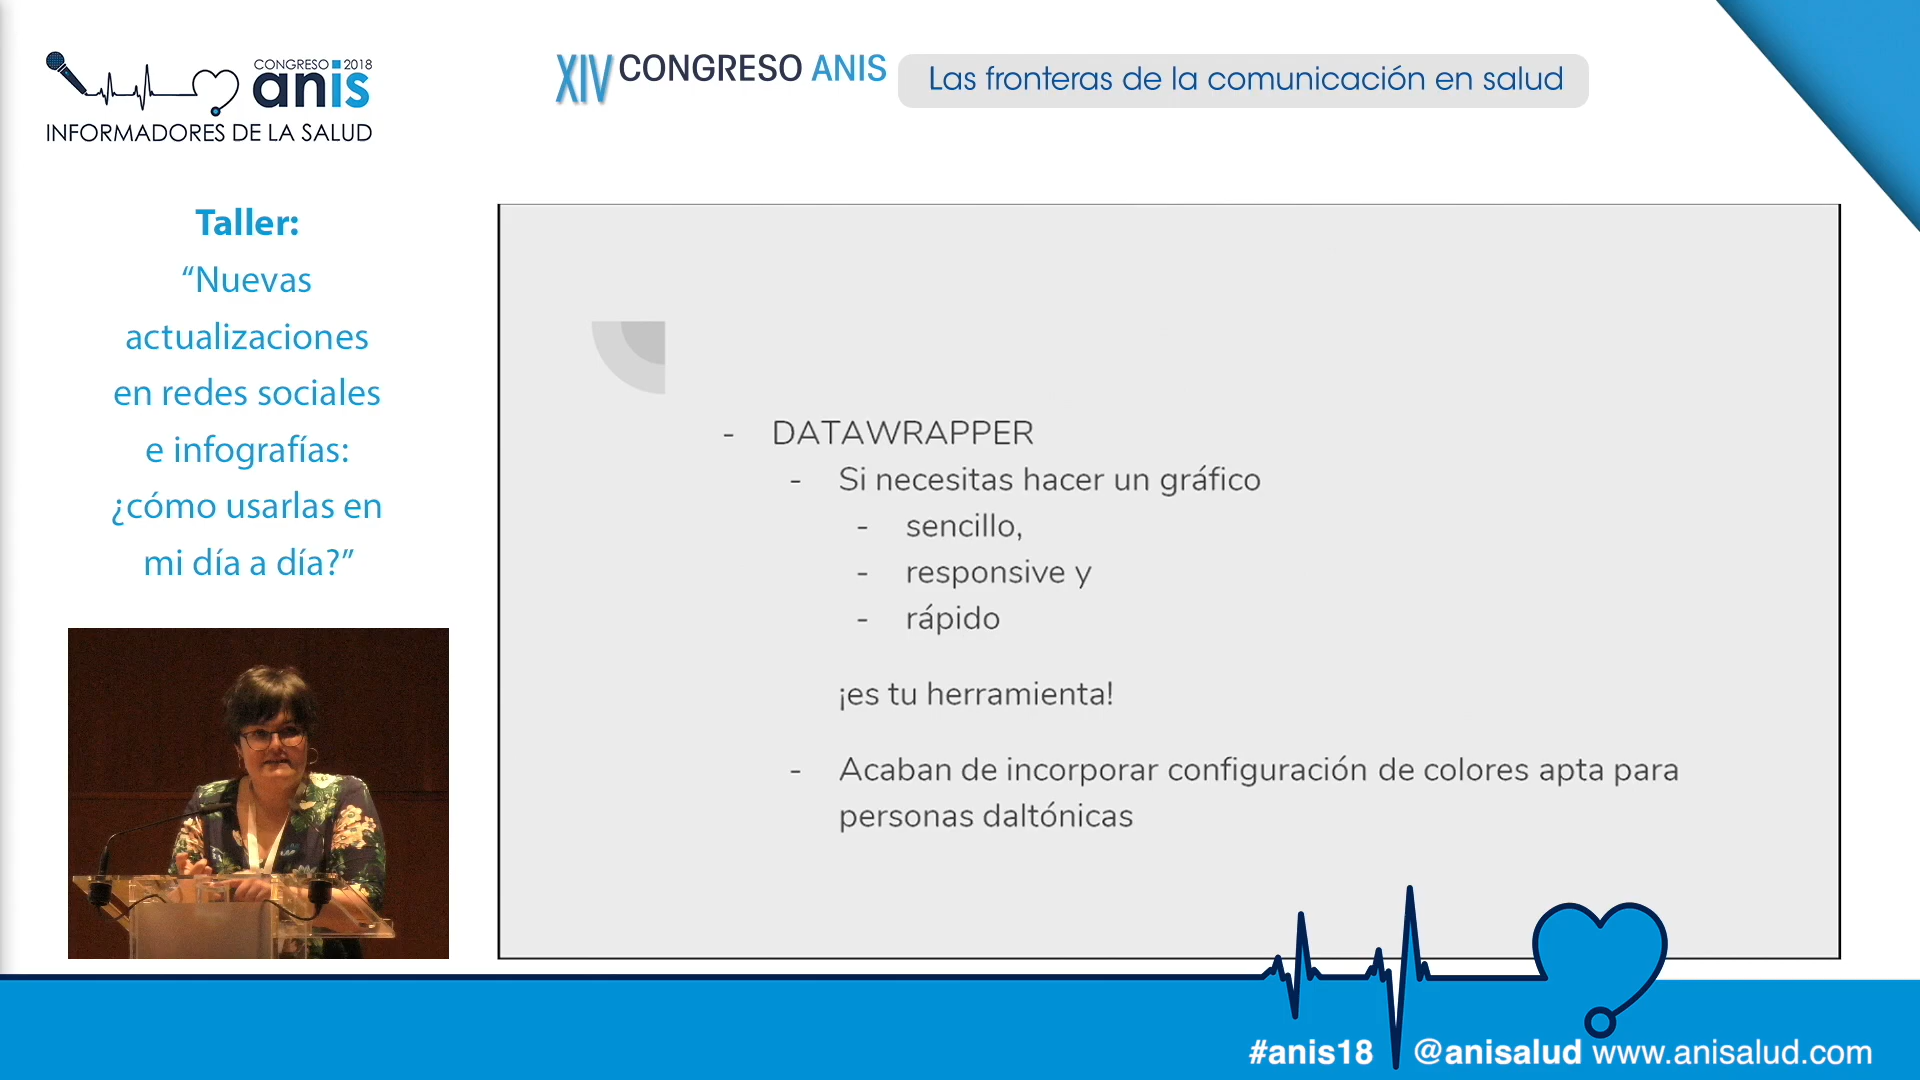 CONGRESO 2018
anis
INFORMADORES DE LA SALUD
XIV CONGRESO ANIS
Las fronteras de la comunicación en salud
Taller:
“Nuevas
actualizaciones
en redes sociales
e infografías:
¿cómo usarlas en
mi día a día?”
- DATAWRAPPER
- Si necesitas hacer un gráfico
- sencillo,
- responsive y
- rápido
¡es tu herramienta!
- Acaban de incorporar configuración de colores apta para
personas daltónicas
#anis18 @anisalud www.anisalud.com